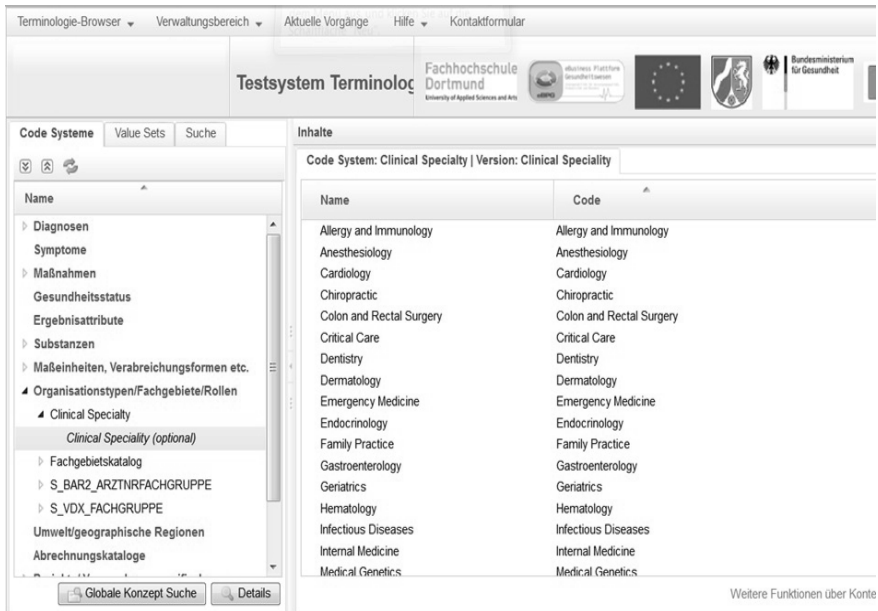 Terminologie-Browser Verwaltungsbereich Aktuelle Vorgänge Hilfe Kontaktformular
Testsystem Terminolog
Fachhochschule
Dortmund
University of Applied Sciences and Arts
eBusiness Plattform
Gesundheitswesen
eBPG
Bundesministerium
für Gesundheit
Code Systeme Value Sets Suche
Name
Diagnosen
Symptome
Maßnahmen
Gesundheitsstatus
Ergebnisattribute
Substanzen
Maßeinheiten, Verabreichungsformen etc.
Organisationstypen/Fachgebiete/Rollen
Clinical Specialty
Clinical Speciality (optional)
Fachgebietskatalog
S_BAR2_ARZTNRFACHGRUPPE
S_VDX_FACHGRUPPE
Umwelt/geographische Regionen
Abrechnungskataloge
Globale Konzept Suche Details
Inhalte
Code System: Clinical Specialty | Version: Clinical Speciality
Name Code
Allergy and Immunology Allergy and Immunology
Anesthesiology Anesthesiology
Cardiology Cardiology
Chiropractic Chiropractic
Colon and Rectal Surgery Colon and Rectal Surgery
Critical Care Critical Care
Dentistry Dentistry
Dermatology Dermatology
Emergency Medicine Emergency Medicine
Endocrinology Endocrinology
Family Practice Family Practice
Gastroenterology Gastroenterology
Geriatrics Geriatrics
Hematology Hematology
Infectious Diseases Infectious Diseases
Internal Medicine Internal Medicine
Medical Genetics Medical Genetics
Weitere Funktionen über Konte